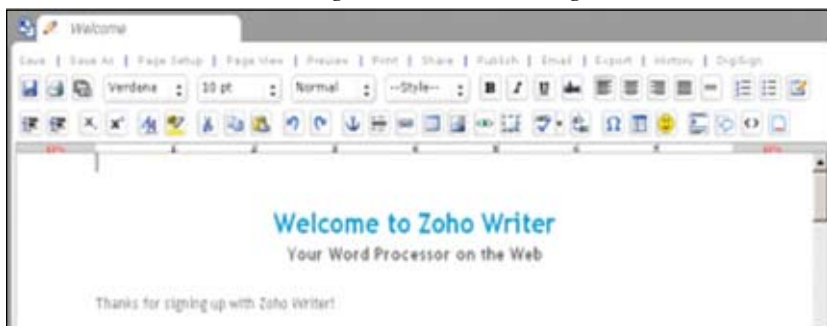 Welcome
Save | Save As | Page Setup | Page View | Preview | Print | Share | Publish | Email | Export | History | DigiSign
Verdana 10 pt Normal --Style-- B I U abc
x x Ω
Welcome to Zoho Writer
Your Word Processor on the Web
Thanks for signing up with Zoho Writer!